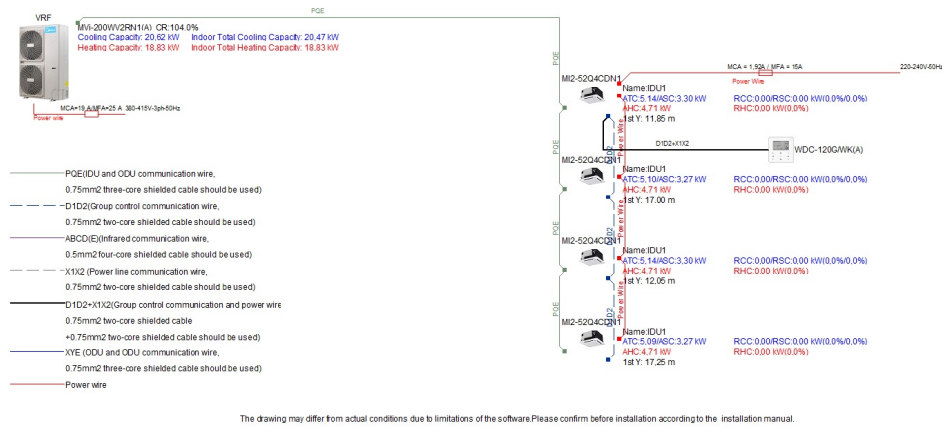 PQE
VRF
MVi-200WV2RN1(A) CR:104.0%
Cooling Capacity: 20,62 kW Indoor Total Cooling Capacity: 20,47 kW
Heating Capacity: 18,83 kW Indoor Total Heating Capacity: 18,83 kW
MCA=19 A/MFA=25 A 380-415V-3ph-50Hz
Power wire
PQE
MI2-52Q4CDN1
MCA = 1,92A / MFA = 15A
220-240V-50Hz
Power Wire
Name:IDU1
ATC:5,14/ASC:3,30 kW RCC:0,00/RSC:0,00 kW(0,0%/0,0%)
AHC:4,71 kW RHC:0,00 kW(0,0%)
1st Y: 11,85 m
PQE
D1D2
Power Wire
D1D2+X1X2
WDC-120G/WK(A)
MI2-52Q4CDN1
Name:IDU1
ATC:5,10/ASC:3,27 kW RCC:0,00/RSC:0,00 kW(0,0%/0,0%)
AHC:4,71 kW RHC:0,00 kW(0,0%)
1st Y: 17,00 m
PQE
D1D2
Power Wire
MI2-52Q4CDN1
Name:IDU1
ATC:5,14/ASC:3,30 kW RCC:0,00/RSC:0,00 kW(0,0%/0,0%)
AHC:4,71 kW RHC:0,00 kW(0,0%)
1st Y: 12,05 m
PQE
D1D2
Power Wire
MI2-52Q4CDN1
Name:IDU1
ATC:5,09/ASC:3,27 kW RCC:0,00/RSC:0,00 kW(0,0%/0,0%)
AHC:4,71 kW RHC:0,00 kW(0,0%)
1st Y: 17,25 m
PQE(IDU and ODU communication wire,
0.75mm2 three-core shielded cable should be used)
D1D2(Group control communication wire,
0.75mm2 two-core shielded cable should be used)
ABCD(E)(Infrared communication wire,
0.5mm2 four-core shielded cable should be used)
X1X2 (Power line communication wire,
0.75mm2 two-core shielded cable should be used)
D1D2+X1X2(Group control communication and power wire
0.75mm2 two-core shielded cable
+0.75mm2 two-core shielded cable should be used)
XYE (ODU and ODU communication wire,
0.75mm2 three-core shielded cable should be used)
Power wire
The drawing may differ from actual conditions due to limitations of the software.Please confirm before installation according to the installation manual.